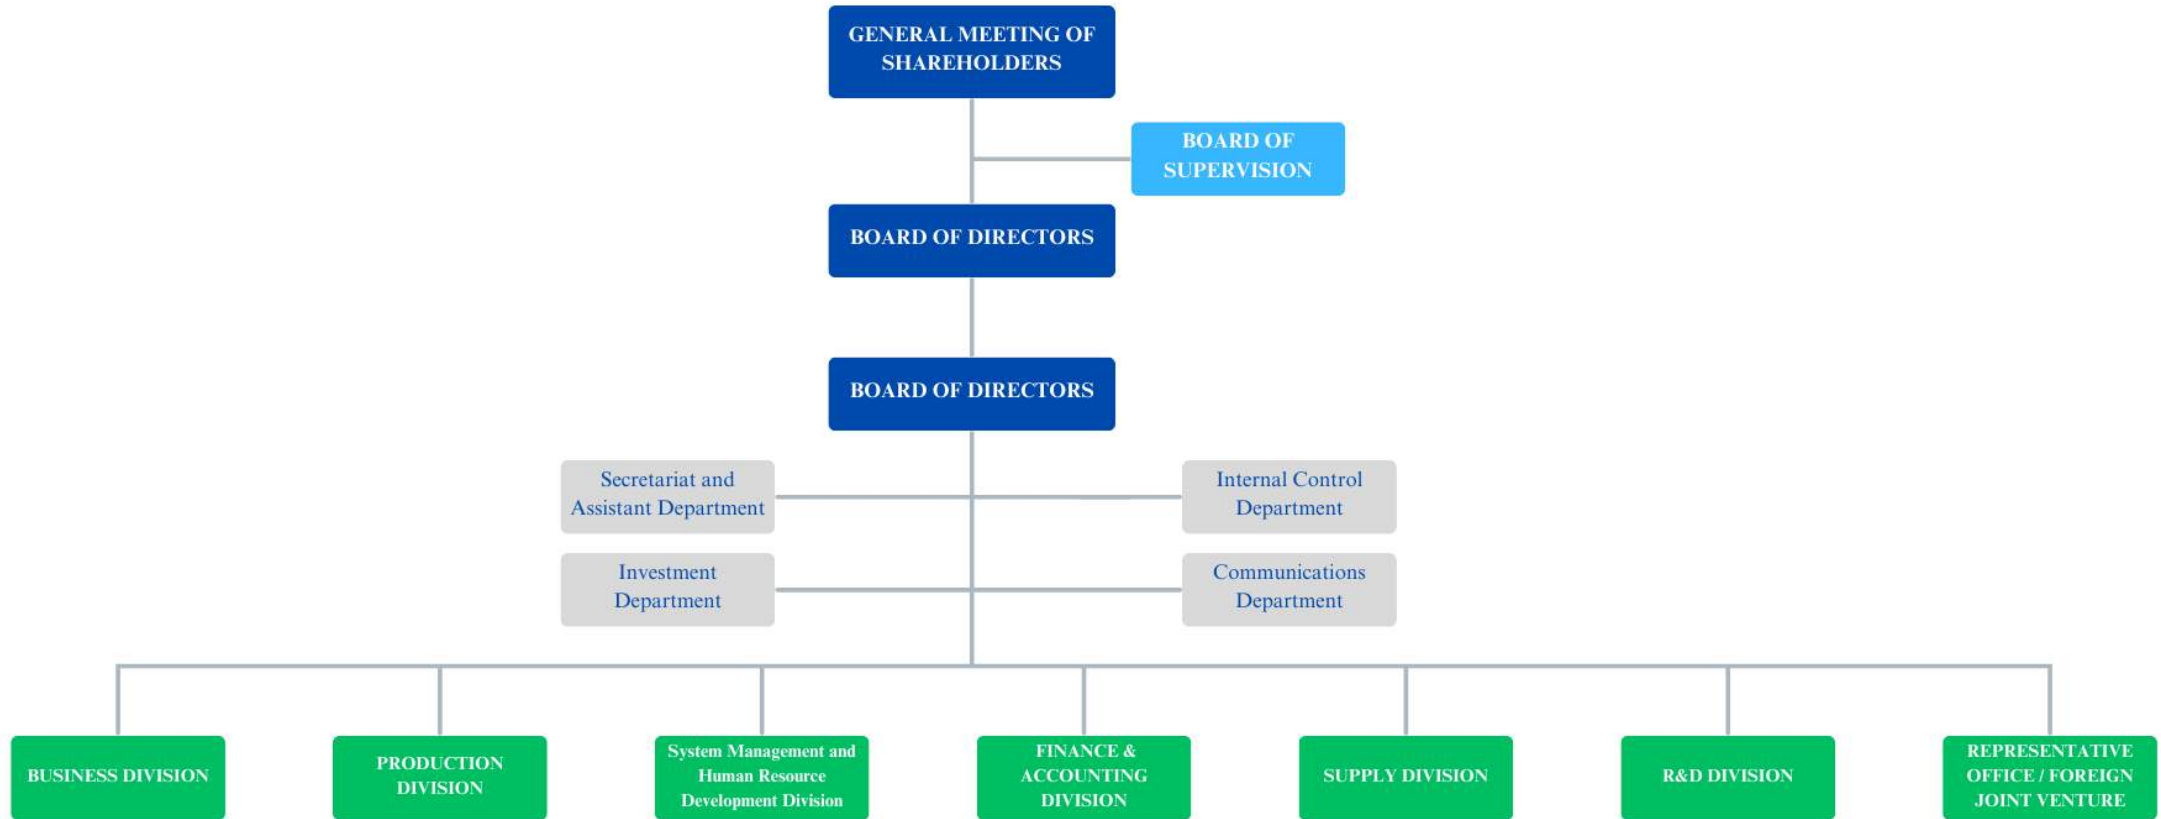 GENERAL MEETING OF
SHAREHOLDERS
BOARD OF
SUPERVISION
BOARD OF DIRECTORS
BOARD OF DIRECTORS
Secretariat and
Assistant Department
Internal Control
Department
Investment
Department
Communications
Department
BUSINESS DIVISION
PRODUCTION
DIVISION
System Management and
Human Resource
Development Division
FINANCE &
ACCOUNTING
DIVISION
SUPPLY DIVISION
R&D DIVISION
REPRESENTATIVE
OFFICE / FOREIGN
JOINT VENTURE